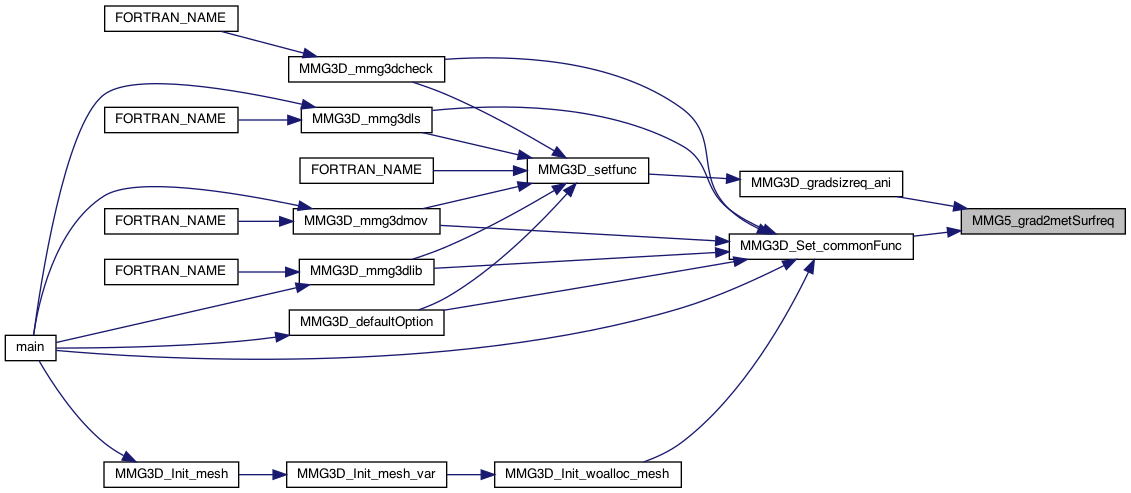 FORTRAN_NAME
MMG3D_mmg3dcheck
FORTRAN_NAME
MMG3D_mmg3dls
FORTRAN_NAME
MMG3D_setfunc
MMG3D_gradsizreq_ani
FORTRAN_NAME
MMG3D_mmg3dmov
MMG5_grad2metSurfreq
MMG3D_Set_commonFunc
FORTRAN_NAME
MMG3D_mmg3dlib
MMG3D_defaultOption
main
MMG3D_Init_mesh
MMG3D_Init_mesh_var
MMG3D_Init_woalloc_mesh